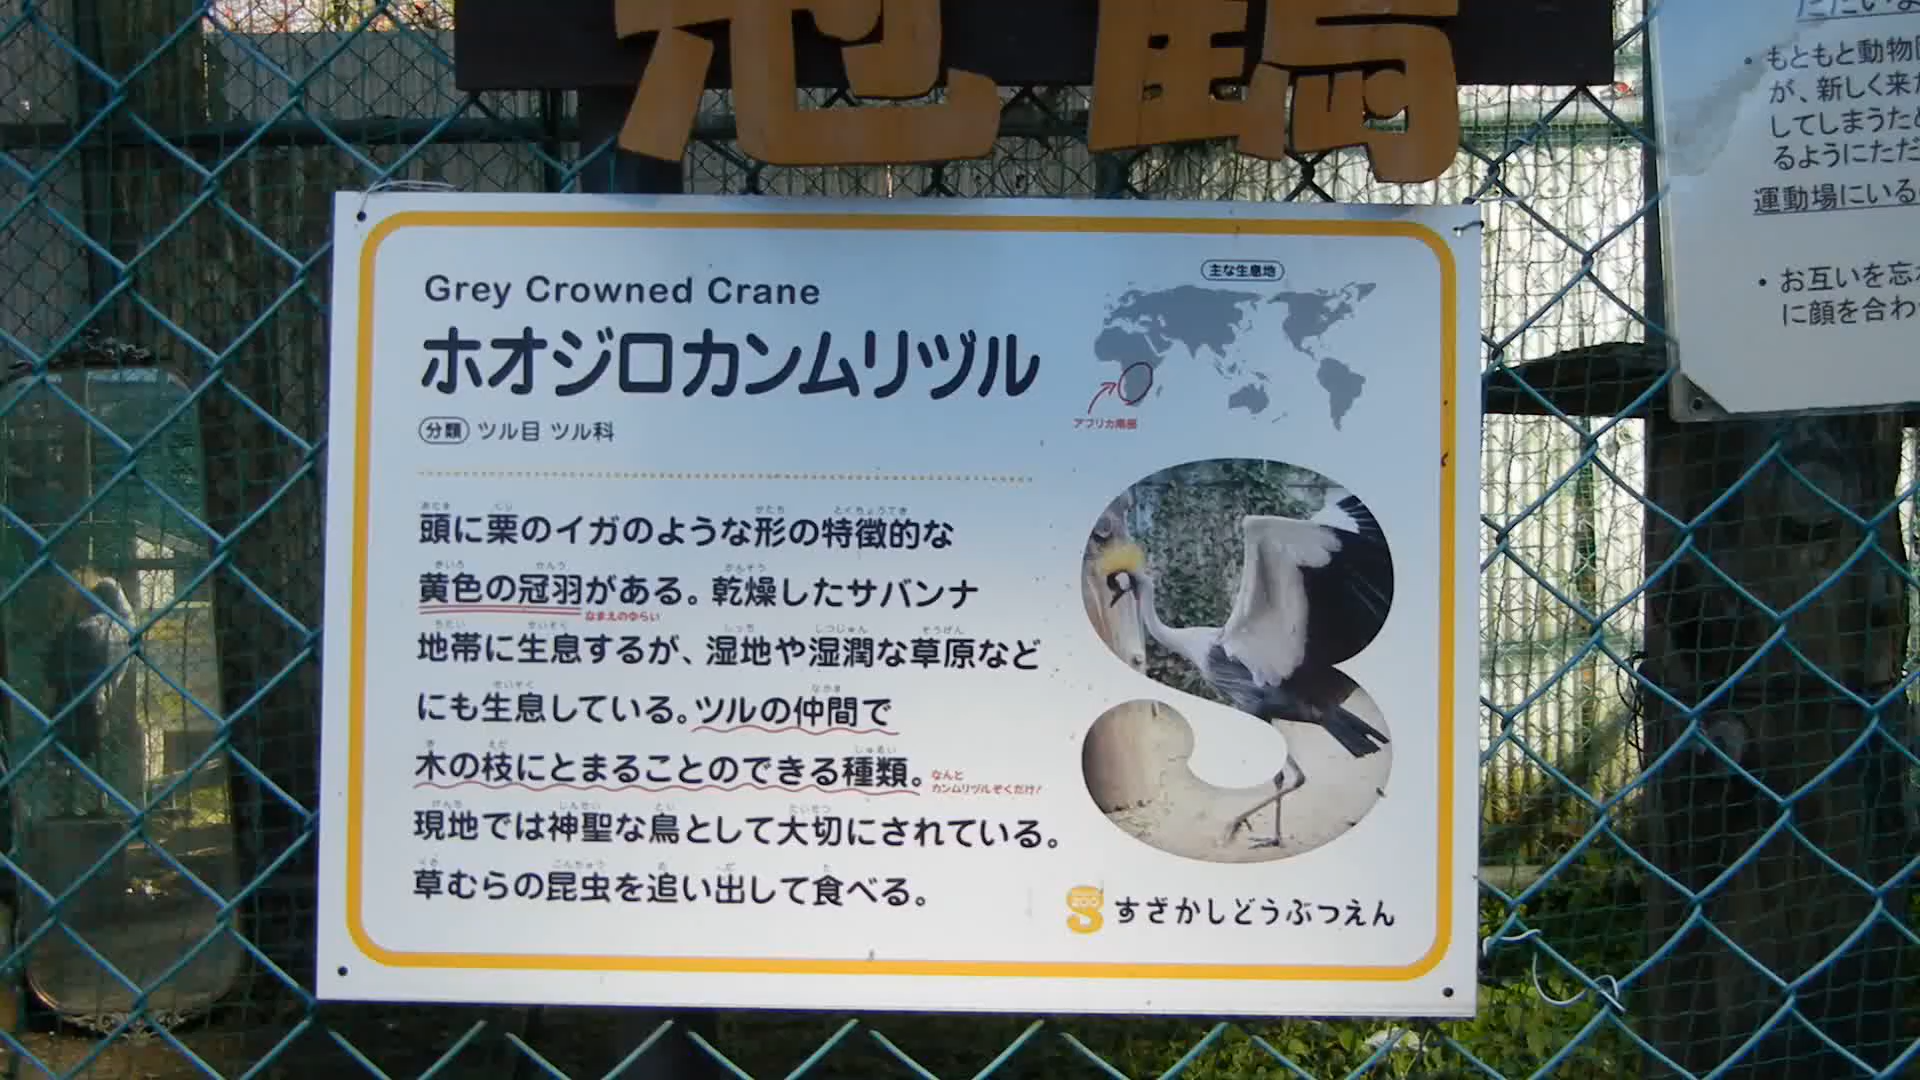 池鶴
Grey Crowned Crane
ホオジロカンムリヅル
分類 ツル目 ツル科
主な生息地
アフリカ南部
頭に栗のイガのような形の特徴的な
黄色の冠羽がある。乾燥したサバンナ
なまえのゆらい
地帯に生息するが、湿地や湿潤な草原など
にも生息している。ツルの仲間で
木の枝にとまることのできる種類。
なんと
カンムリヅルぞくだけ!
現地では神聖な鳥として大切にされている。
草むらの昆虫を追い出して食べる。
ZOO
すざかしどうぶつえん
・もともと動物
が、新しく来
してしまうた
るようにただ
運動場にいる
・お互いを忘
に顔を合わ